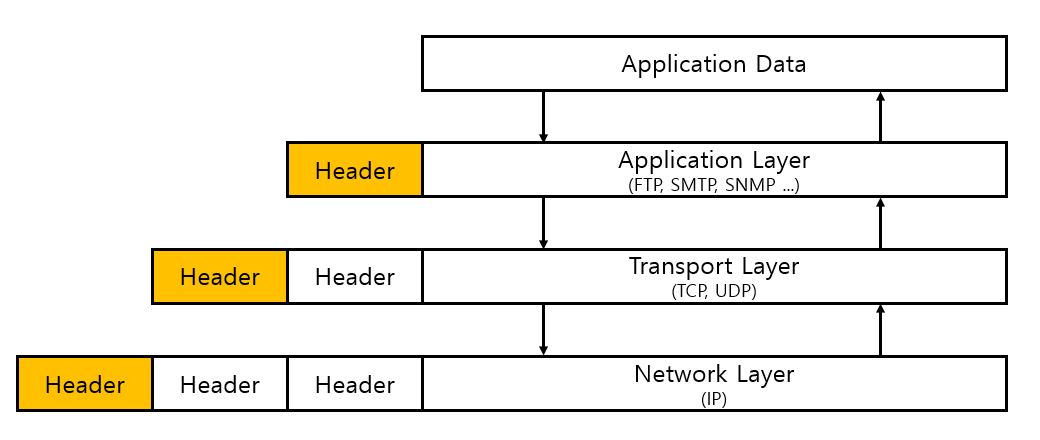 Application Data
Header
Application Layer
(FTP, SMTP, SNMP ...)
Header
Header
Transport Layer
(TCP, UDP)
Header
Header
Header
Network Layer
(IP)